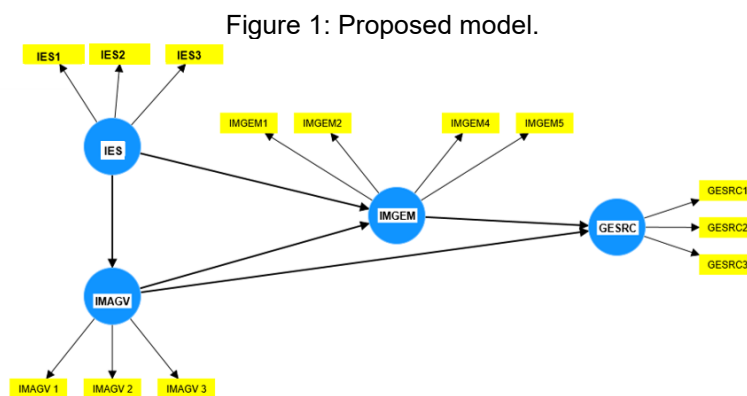 Figure 1: Proposed model.
IES1 IES2 IES3
IMGEM1 IMGEM2 IMGEM4 IMGEM5
IES
GESRC1
IMGEM
GESRC2
GESRC
GESRC3
IMAGV
IMAGV 1 IMAGV 2 IMAGV 3